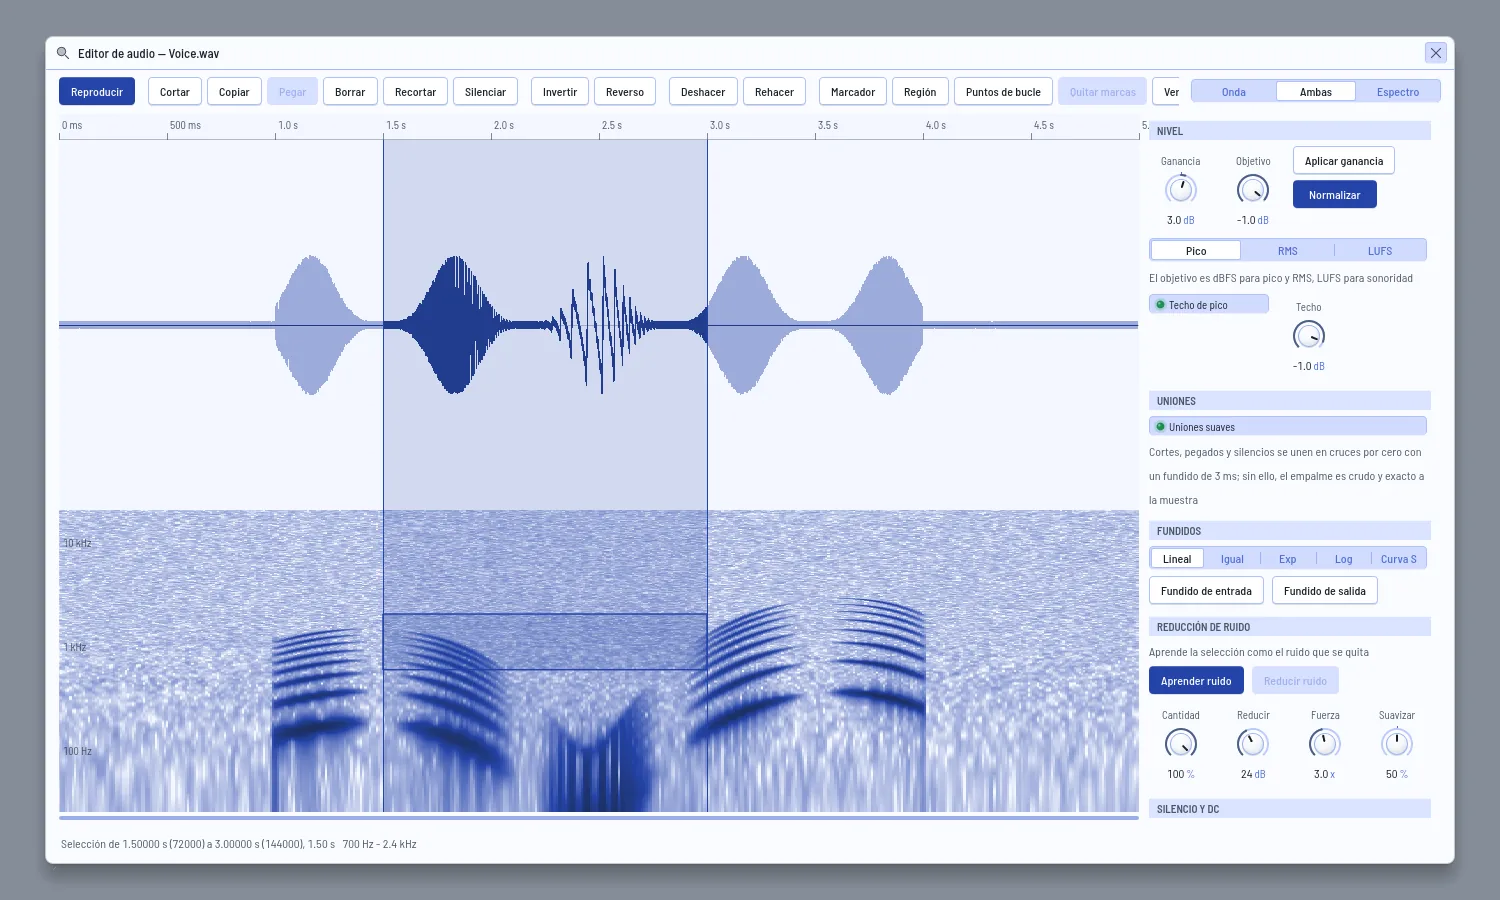 Editor de audio — Voice.wav
Reproducir Cortar Copiar Pegar Borrar Recortar Silenciar Invertir Reverso Deshacer Rehacer Marcador Región Puntos de bucle Quitar marcas Ver Onda Ambas Espectro
0 ms 500 ms 1.0 s 1.5 s 2.0 s 2.5 s 3.0 s 3.5 s 4.0 s 4.5 s 5.
NIVEL
Ganancia Objetivo Aplicar ganancia
Normalizar
3.0 dB -1.0 dB
Pico RMS LUFS
El objetivo es dBFS para pico y RMS, LUFS para sonoridad
Techo de pico Techo
-1.0 dB
UNIONES
Uniones suaves
Cortes, pegados y silencios se unen en cruces por cero con
un fundido de 3 ms; sin ello, el empalme es crudo y exacto a
la muestra
FUNDIDOS
Lineal Igual Exp Log Curva S
Fundido de entrada Fundido de salida
REDUCCIÓN DE RUIDO
Aprende la selección como el ruido que se quita
Aprender ruido Reducir ruido
Cantidad Reducir Fuerza Suavizar
100 % 24 dB 3.0 x 50 %
SILENCIO Y DC
10 kHz
1 kHz
100 Hz
Selección de 1.50000 s (72000) a 3.00000 s (144000), 1.50 s 700 Hz - 2.4 kHz